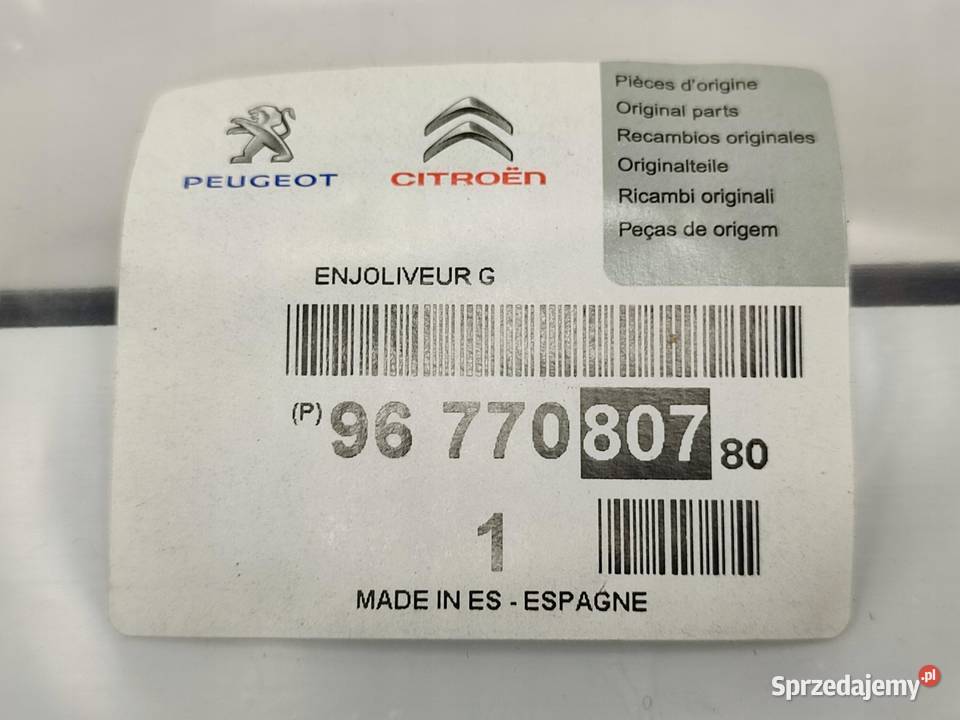 PEUGEOT
CITROËN
Pièces d'origine
Original parts
Recambios originales
Originalteile
Ricambi originali
Peças de origem
ENJOLIVEUR G
(P) 96 770 807 80
1
MADE IN ES - ESPAGNE
Sprzedajemy.pl